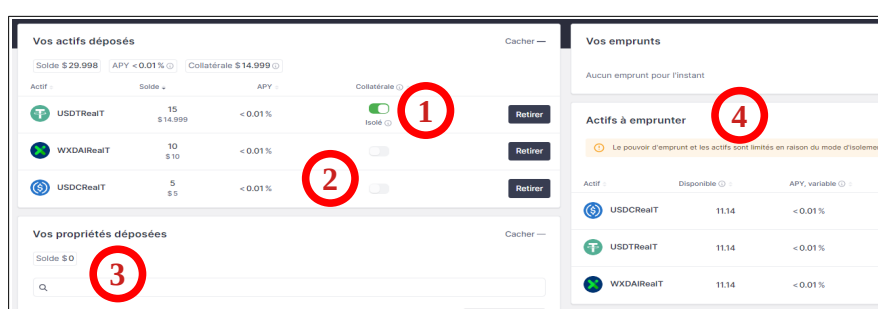 Vos actifs déposés
Cacher —
Solde $ 29.998
APY < 0.01 %
Collatérale $ 14.999
Actif
Solde
APY
Collatérale
USDTRealT
15
$ 14.999
< 0.01 %
Isolé
1
Retirer
WXDAIRealT
10
$ 10
< 0.01 %
Retirer
USDCRealT
5
$ 5
< 0.01 %
2
Retirer
Vos propriétés déposées
Cacher —
Solde $ 0
3
Vos emprunts
Aucun emprunt pour l'instant
Actifs à emprunter
4
Le pouvoir d'emprunt et les actifs sont limités en raison du mode d'isoleme
Actif
Disponible
APY, variable
USDCRealT
11.14
< 0.01 %
USDTRealT
11.14
< 0.01 %
WXDAIRealT
11.14
< 0.01 %